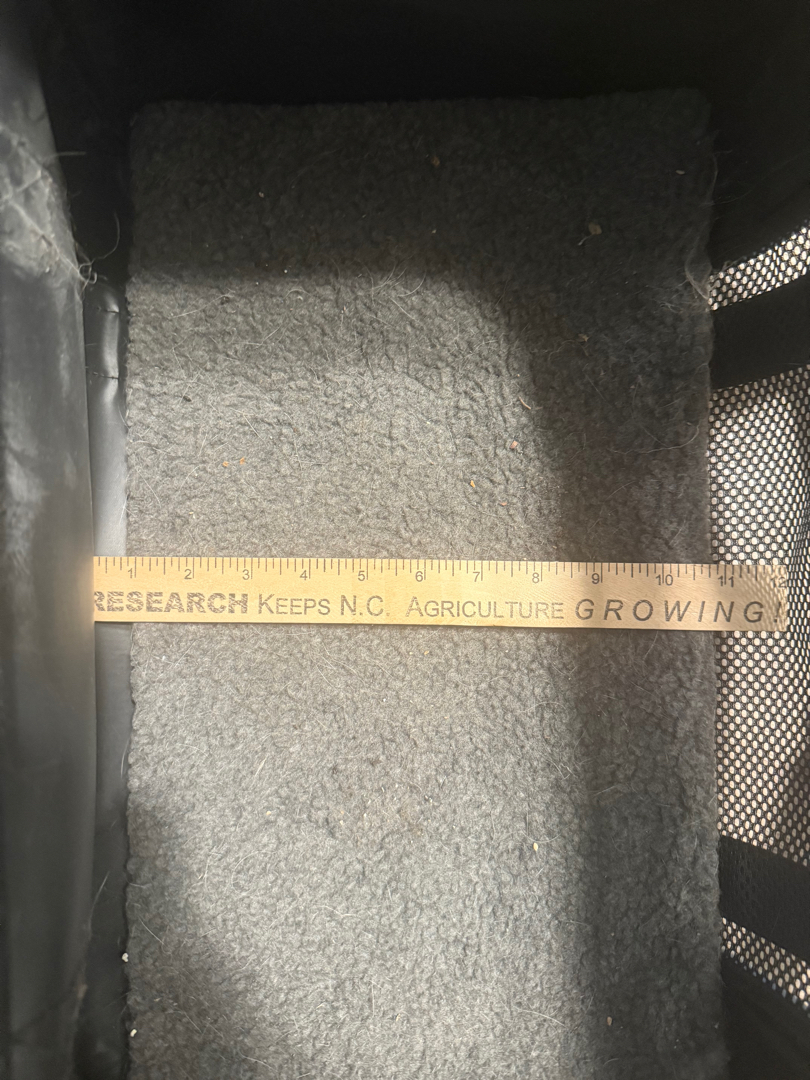 1 2 3 4 5 6 7 8 9 10 11 12
RESEARCH KEEPS N.C. AGRICULTURE GROWING!